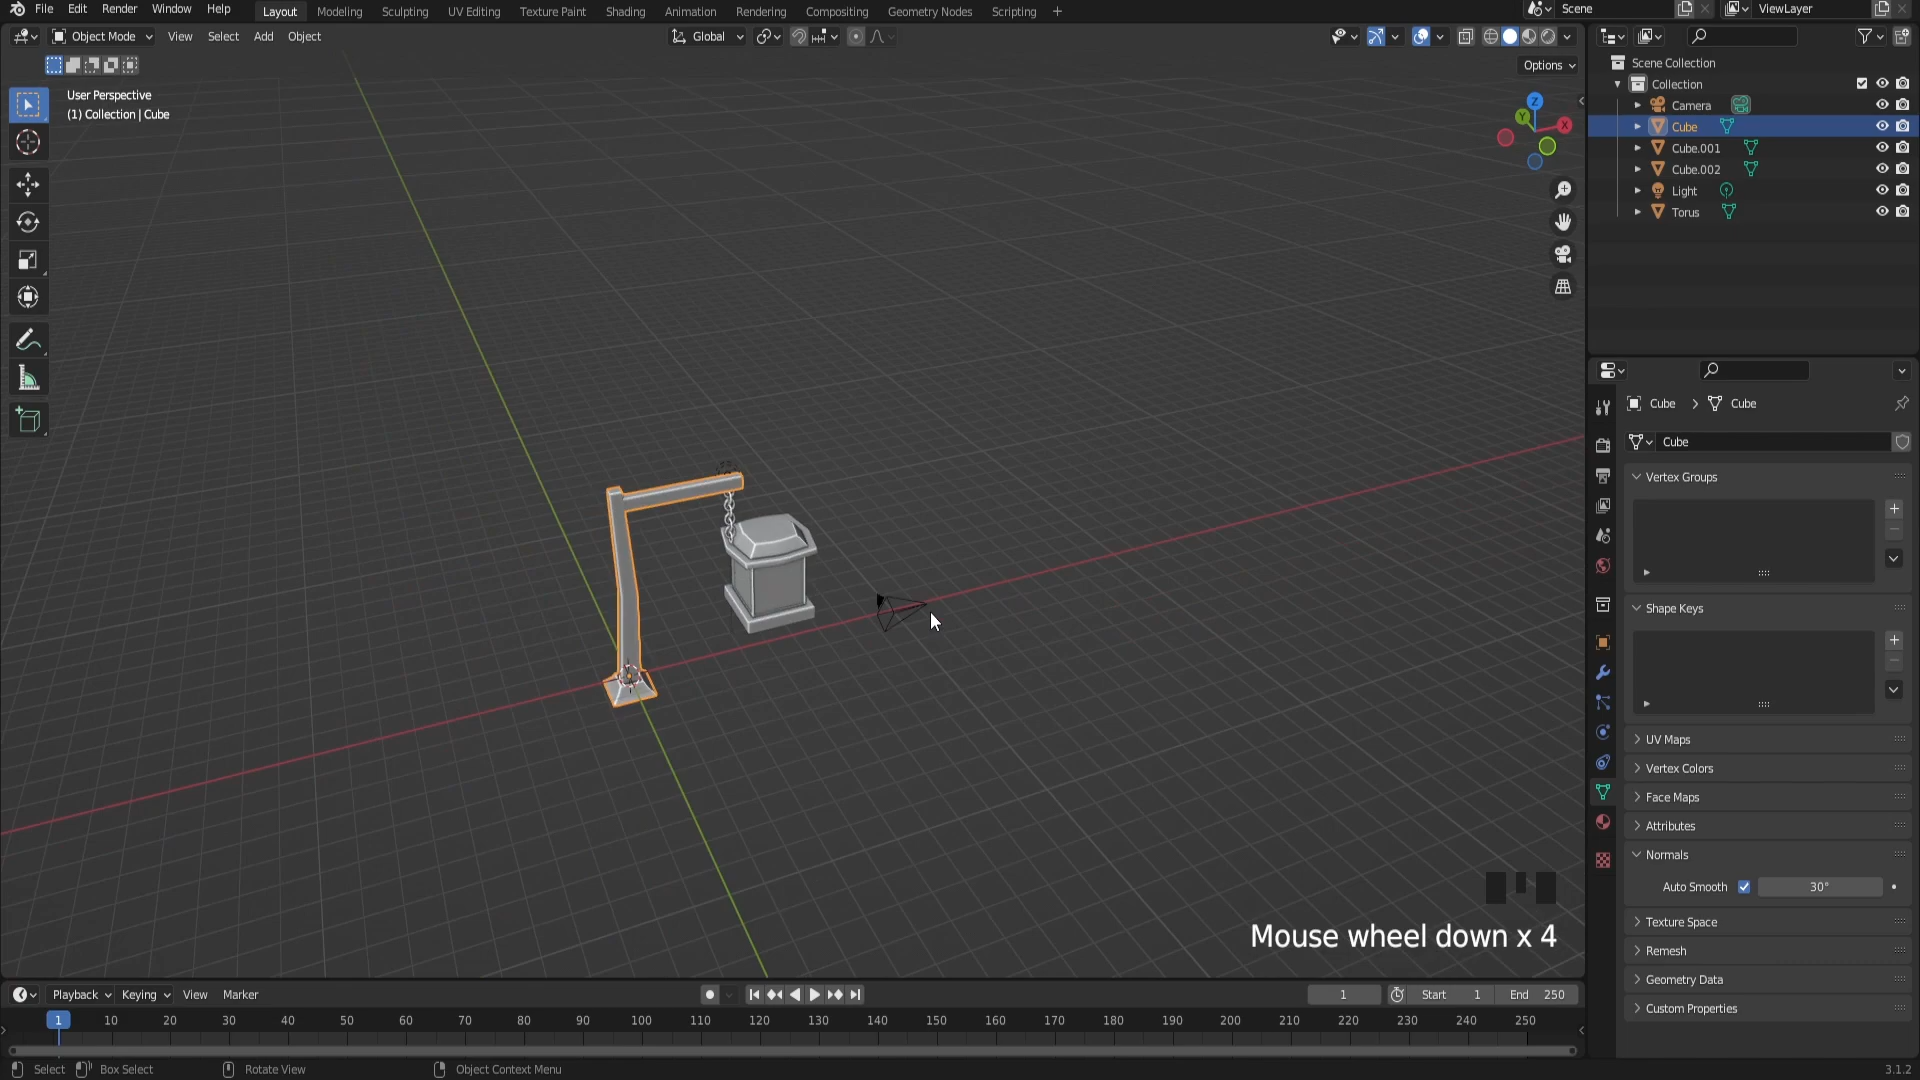 File Edit Render Window Help Layout Modeling Sculpting UV Editing Texture Paint Shading Animation Rendering Compositing Geometry Nodes Scripting + Scene ViewLayer
Object Mode View Select Add Object Global
Options
User Perspective
(1) Collection | Cube
Z
Y
X
Scene Collection
Collection
Camera
Cube
Cube.001
Cube.002
Light
Torus
Cube > Cube
Cube
Vertex Groups
Shape Keys
UV Maps
Vertex Colors
Face Maps
Attributes
Normals
Auto Smooth 30°
Texture Space
Remesh
Geometry Data
Custom Properties
Mouse wheel down x 4
Playback Keying View Marker 1 Start 1 End 250
1 10 20 30 40 50 60 70 80 90 100 110 120 130 140 150 160 170 180 190 200 210 220 230 240 250
Select Box Select Rotate View Object Context Menu 3.1.2